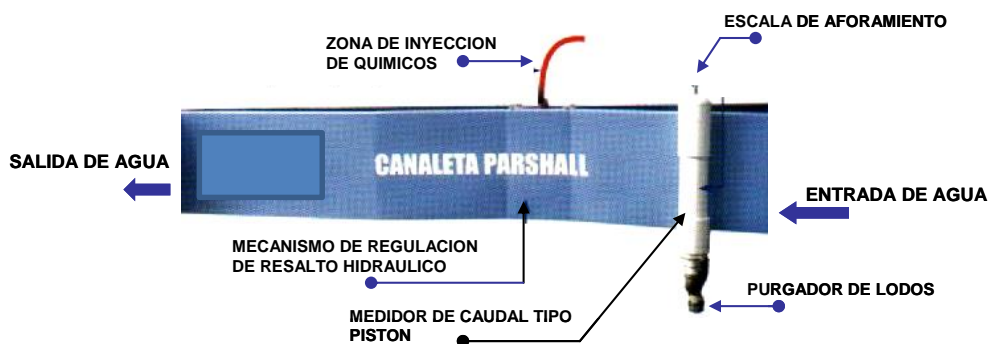 ESCALA DE AFORAMIENTO
ZONA DE INYECCION
DE QUIMICOS
SALIDA DE AGUA
CANALETA PARSHALL
ENTRADA DE AGUA
MECANISMO DE REGULACION
DE RESALTO HIDRAULICO
PURGADOR DE LODOS
MEDIDOR DE CAUDAL TIPO
PISTON